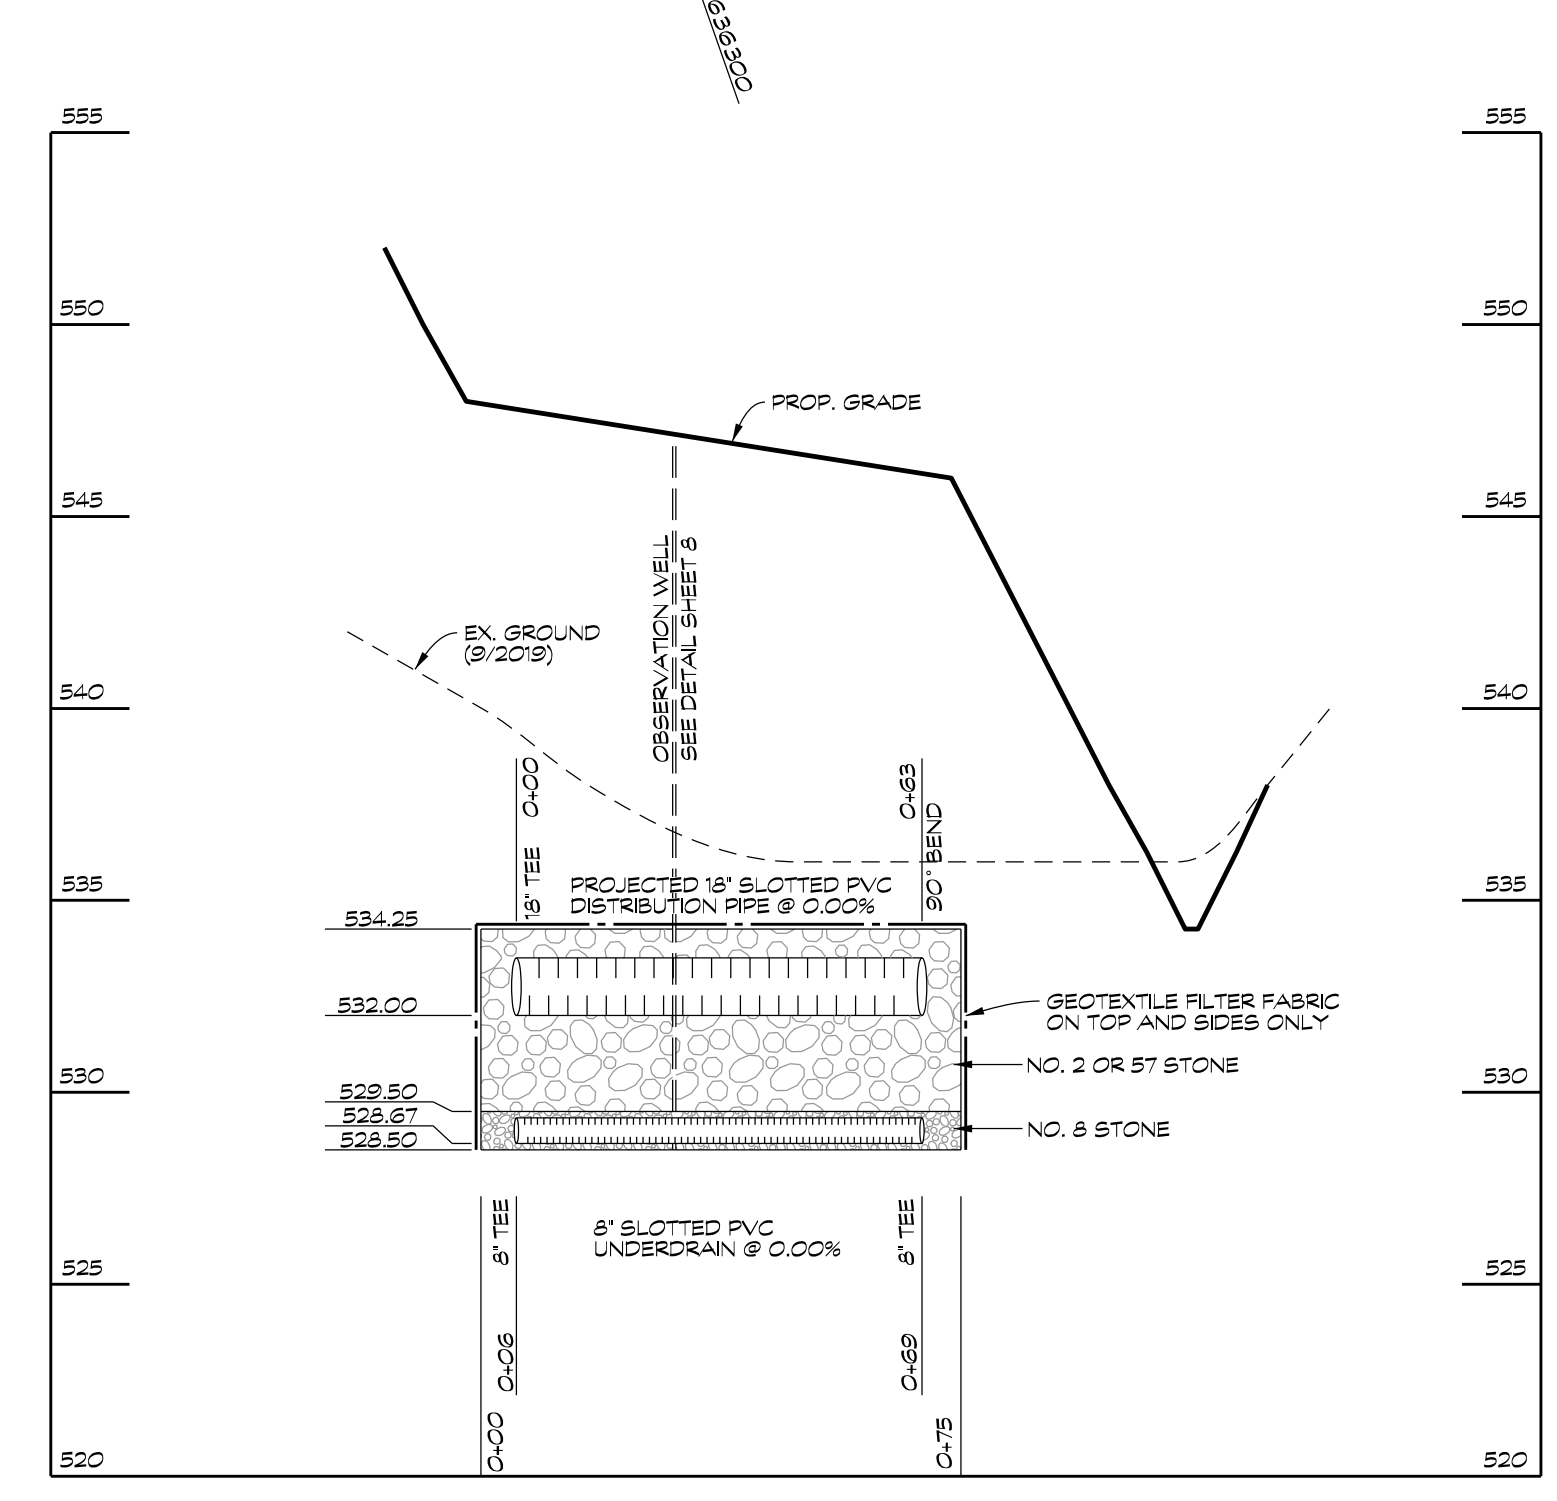 636300
555
555
550
550
PROP. GRADE
545
545
OBSERVATION WELL
SEE DETAIL SHEET 8
EX. GROUND
(9/2019)
540
540
18" TEE 0+00
0+63
90° BEND
PROJECTED 18" SLOTTED PVC
DISTRIBUTION PIPE @ 0.00%
535
535
534.25
532.00
GEOTEXTILE FILTER FABRIC
ON TOP AND SIDES ONLY
NO. 2 OR 57 STONE
530
530
529.50
528.67
528.50
NO. 8 STONE
8" TEE
0+06
8" SLOTTED PVC
UNDERDRAIN @ 0.00%
8" TEE
0+69
525
525
0+00
0+75
520
520